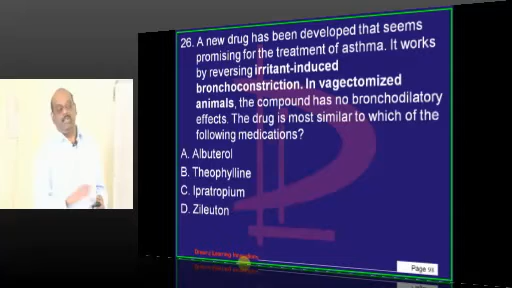 26. A new drug has been developed that seems
promising for the treatment of asthma. It works
by reversing irritant-induced
bronchoconstriction. In vagectomized
animals, the compound has no bronchodilatory
effects. The drug is most similar to which of the
following medications?
A. Albuterol
B. Theophylline
C. Ipratropium
D. Zileuton
Page 98